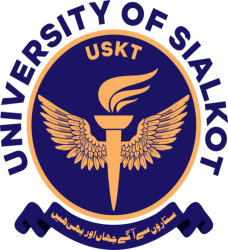 UNIVERSITY OF SIALKOT
USKT
ستاروں سے آگے جہاں اور بھی ہیں